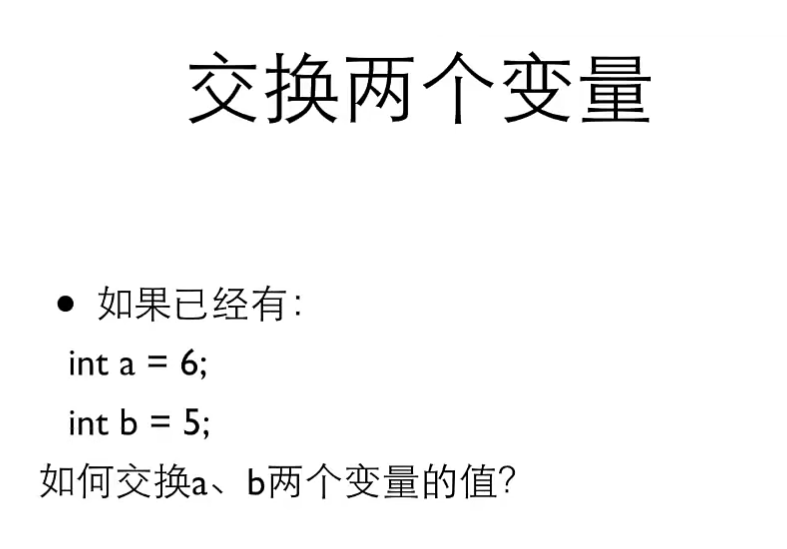 交换两个变量
• 如果已经有：
int a = 6;
int b = 5;
如何交换a、b两个变量的值？